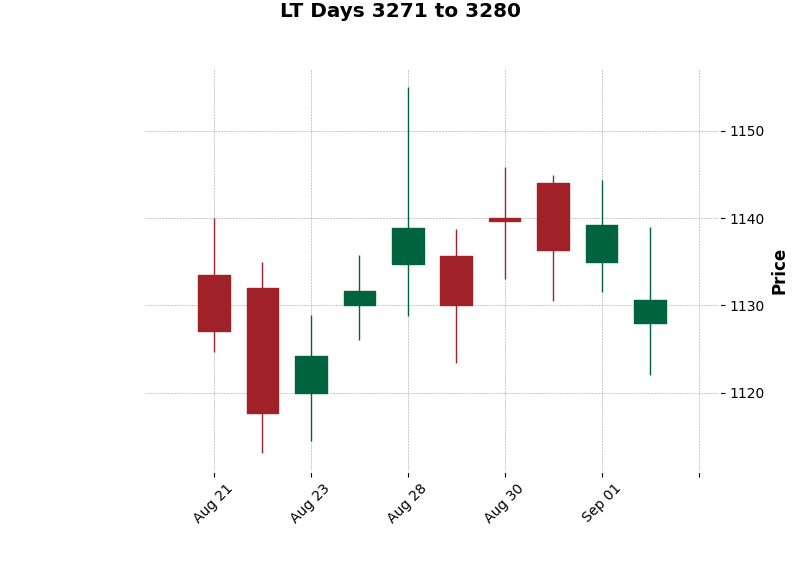 LT Days 3271 to 3280
1150
1140
1130
1120
Price
Aug 21
Aug 23
Aug 28
Aug 30
Sep 01